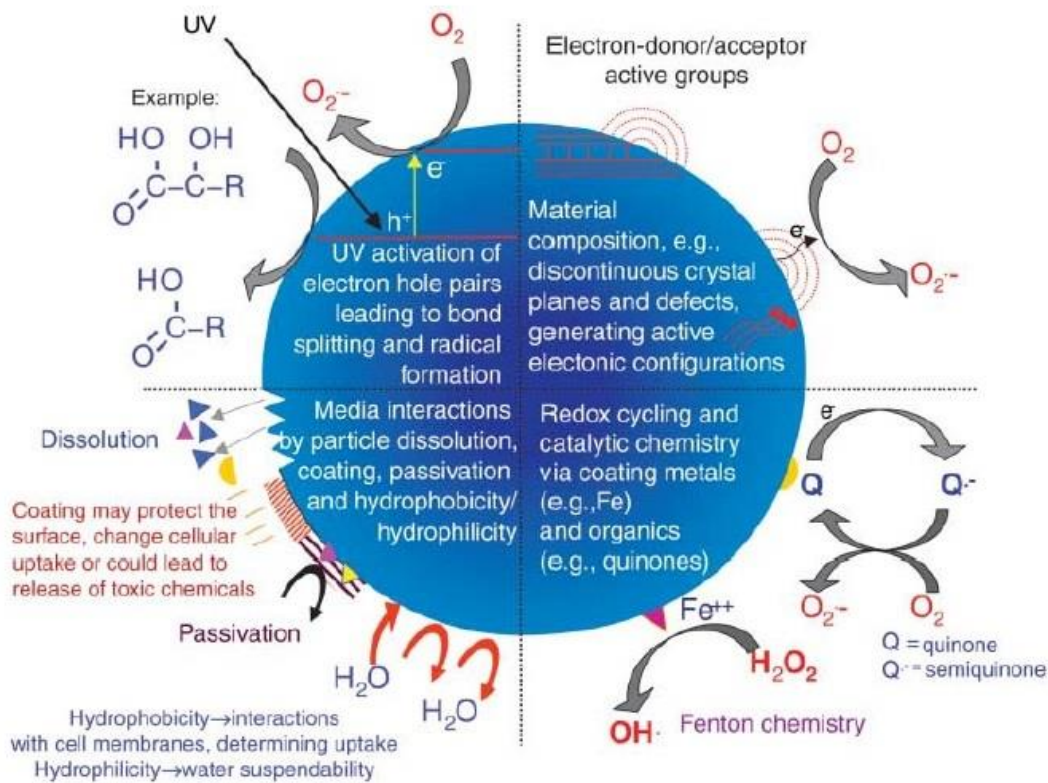 UV
O₂
O₂·-
Example:
HO OH
O C–C–R
HO
O C–R
e-
h⁺
UV activation of
electron hole pairs
leading to bond
splitting and radical
formation
Electron-donor/acceptor
active groups
O₂
e-
O₂·-
Material
composition, e.g.,
discontinuous crystal
planes and defects,
generating active
electonic configurations
Dissolution
Media interactions
by particle dissolution,
coating, passivation
and hydrophobicity/
hydrophilicity
Coating may protect the
surface, change cellular
uptake or could lead to
release of toxic chemicals
Passivation
H₂O
H₂O
Hydrophobicity→interactions
with cell membranes, determining uptake
Hydrophilicity→water suspendability
Redox cycling and
catalytic chemistry
via coating metals
(e.g.,Fe)
and organics
(e.g., quinones)
e-
Q
Q·-
O₂·-
O₂
Q = quinone
Q·-= semiquinone
Fe++
H₂O₂
OH·
Fenton chemistry